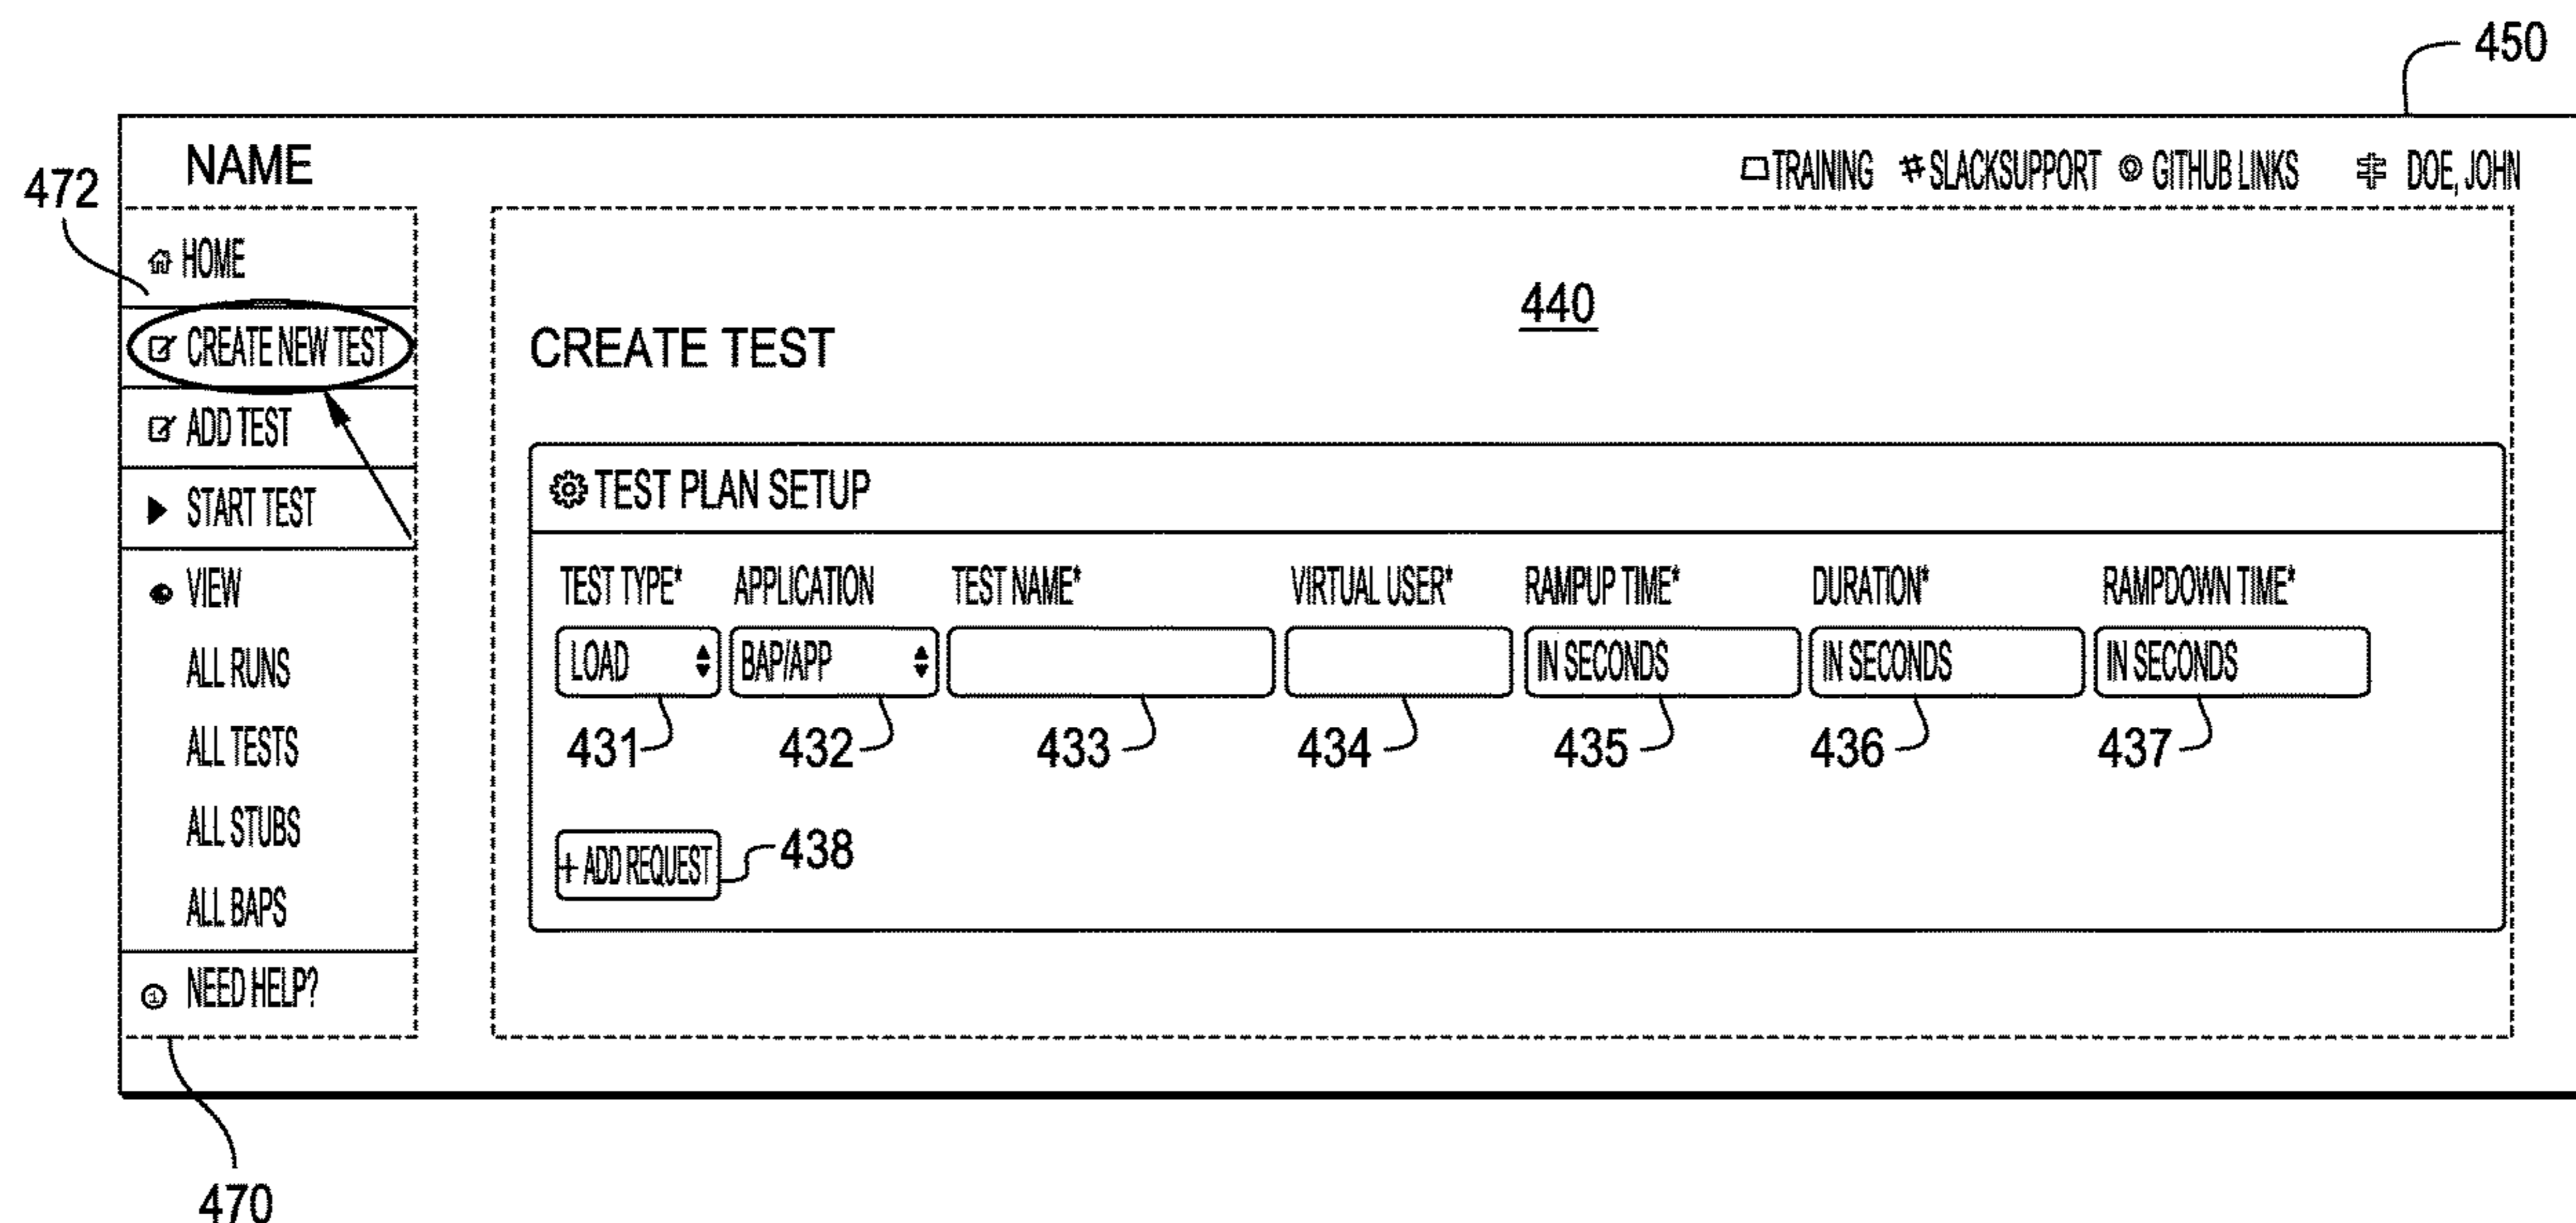 450
NAME
TRAINING #SLACKSUPPORT GITHUB LINKS DOE, JOHN
472
HOME
CREATE NEW TEST
ADD TEST
START TEST
VIEW
ALL RUNS
ALL TESTS
ALL STUBS
ALL BAPS
NEED HELP?
470
440
CREATE TEST
TEST PLAN SETUP
TEST TYPE* APPLICATION TEST NAME* VIRTUAL USER* RAMPUP TIME* DURATION* RAMPDOWN TIME*
LOAD BAP/APP IN SECONDS IN SECONDS IN SECONDS
431 432 433 434 435 436 437
+ ADD REQUEST 438